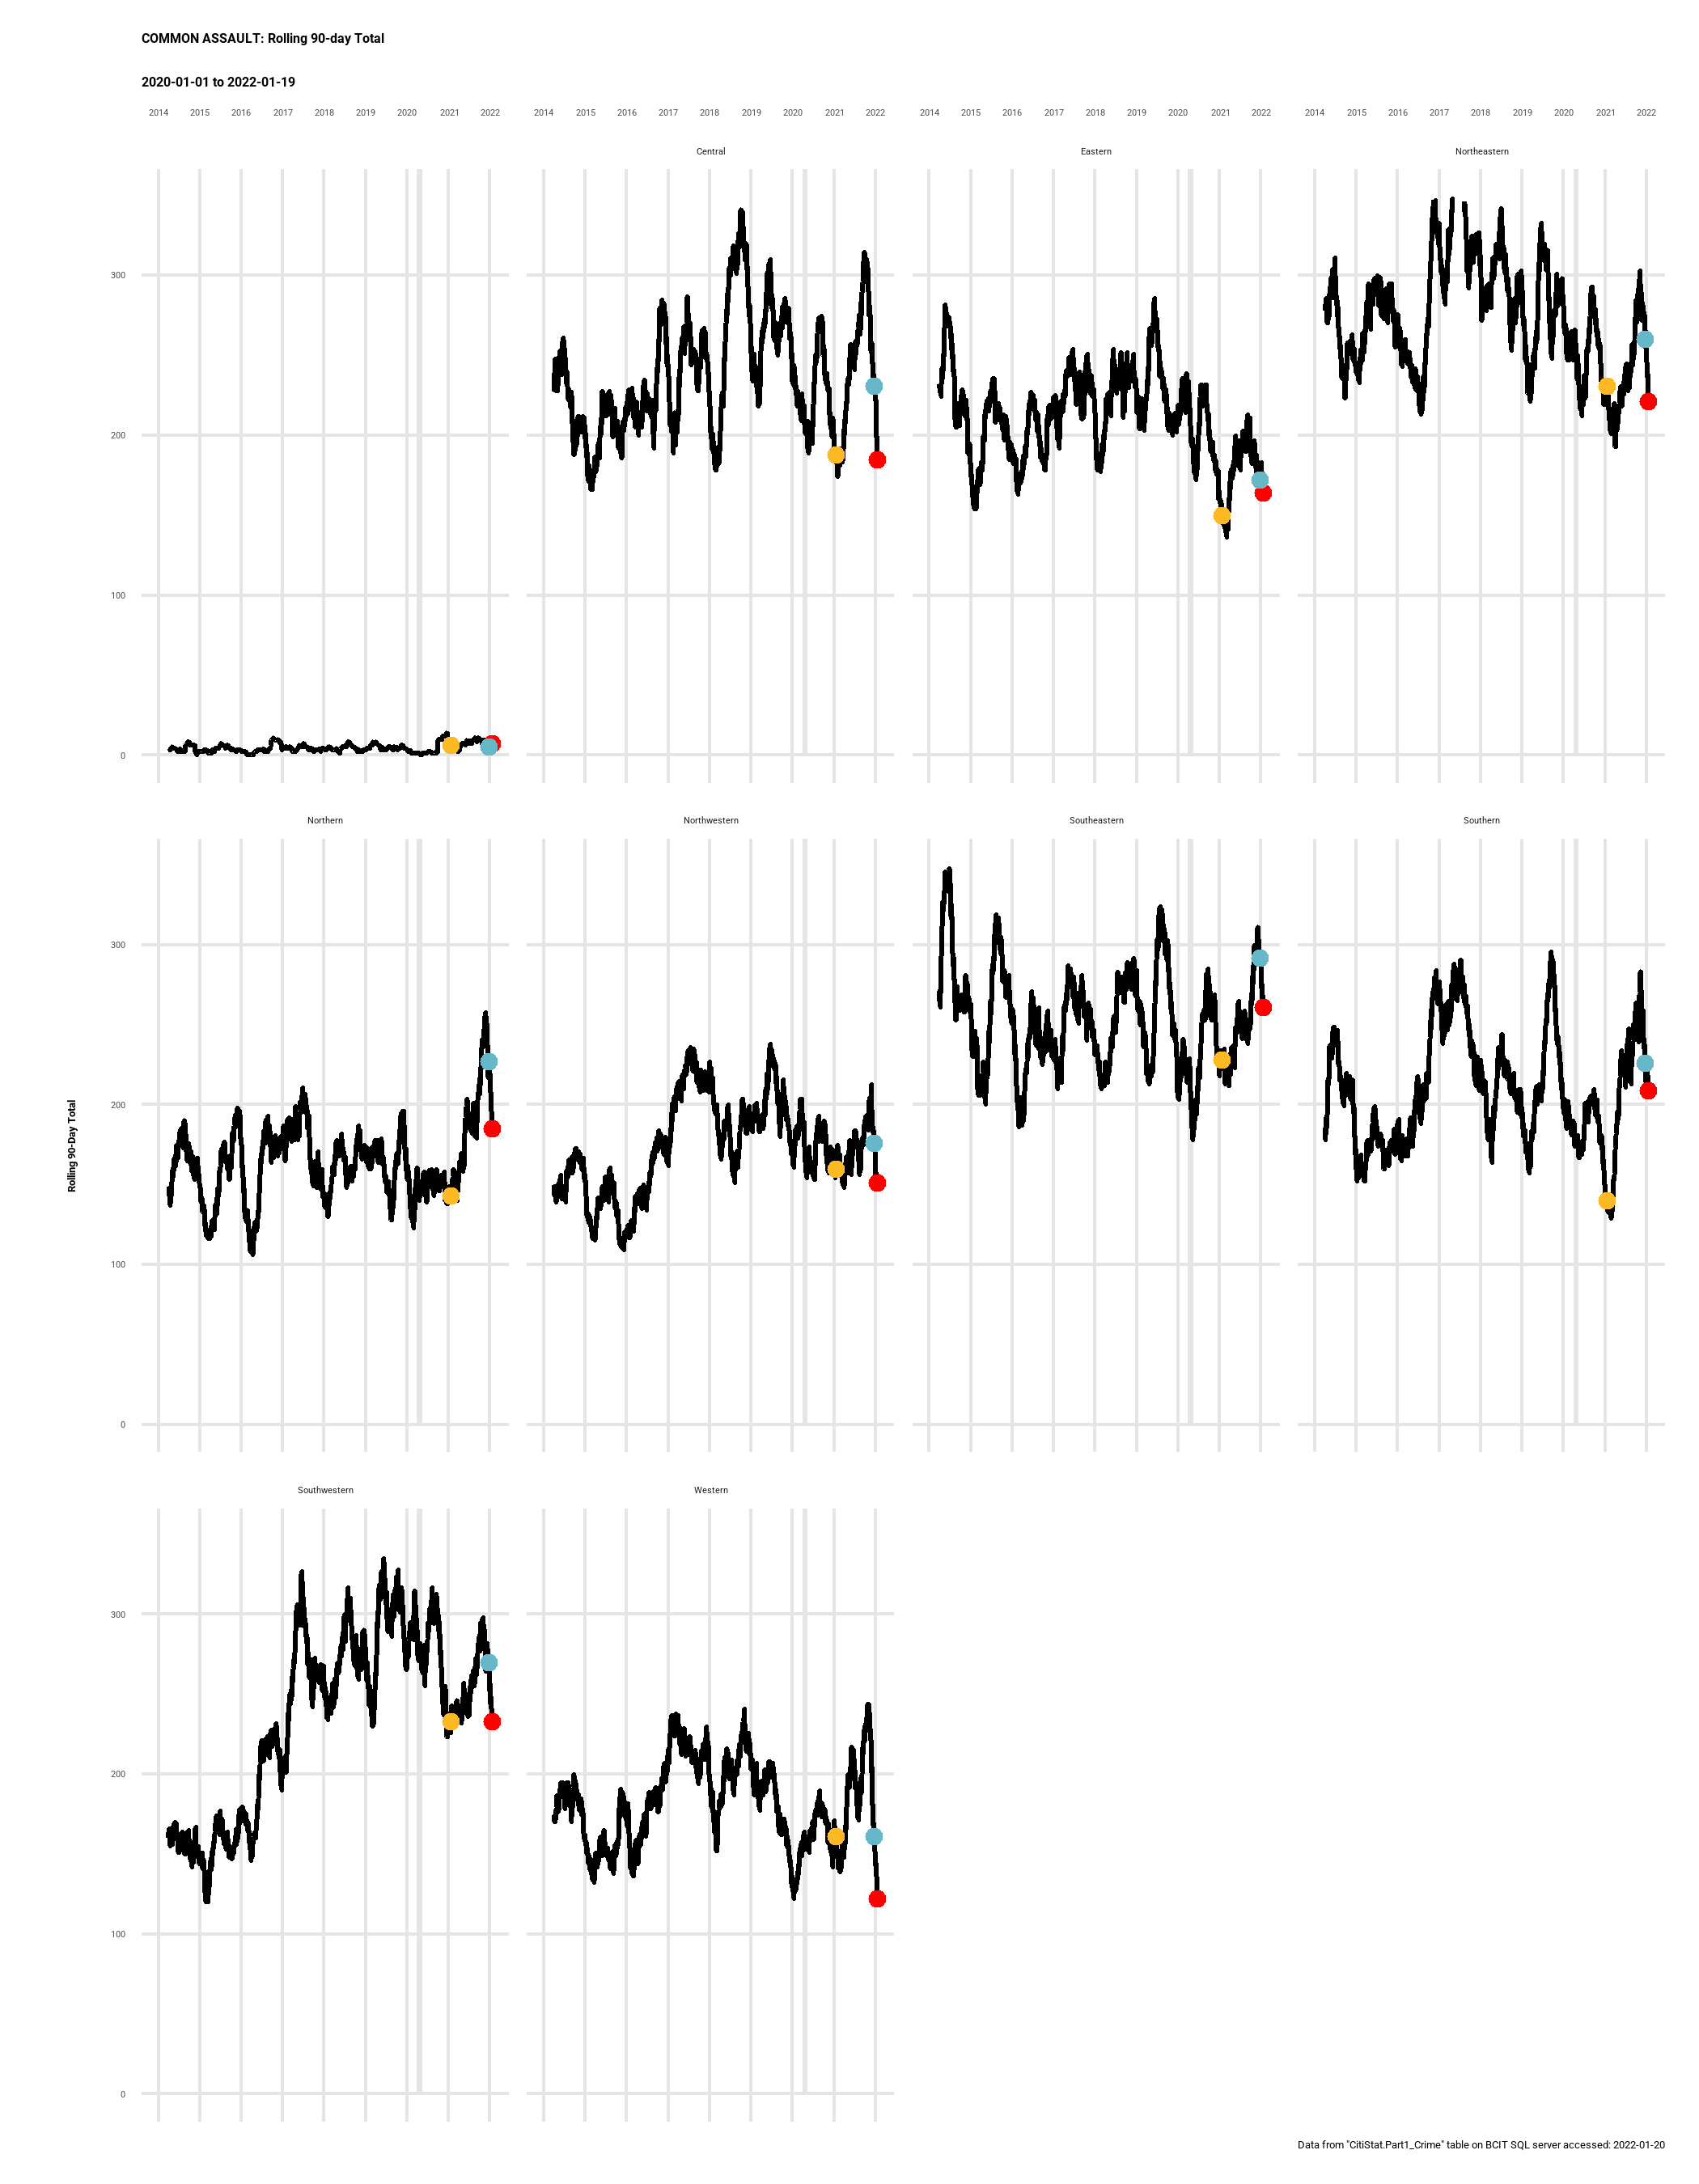 COMMON ASSAULT: Rolling 90-day Total
2020-01-01 to 2022-01-19
2014 2015 2016 2017 2018 2019 2020 2021 2022 2014 2015 2016 2017 2018 2019 2020 2021 2022 2014 2015 2016 2017 2018 2019 2020 2021 2022 2014 2015 2016 2017 2018 2019 2020 2021 2022
Central Eastern Northeastern
300
200
100
0
Northern Northwestern Southeastern Southern
300
200
100
0
Rolling 90-Day Total
Southwestern Western
300
200
100
0
Data from "CitiStat.Part1_Crime" table on BCIT SQL server accessed: 2022-01-20